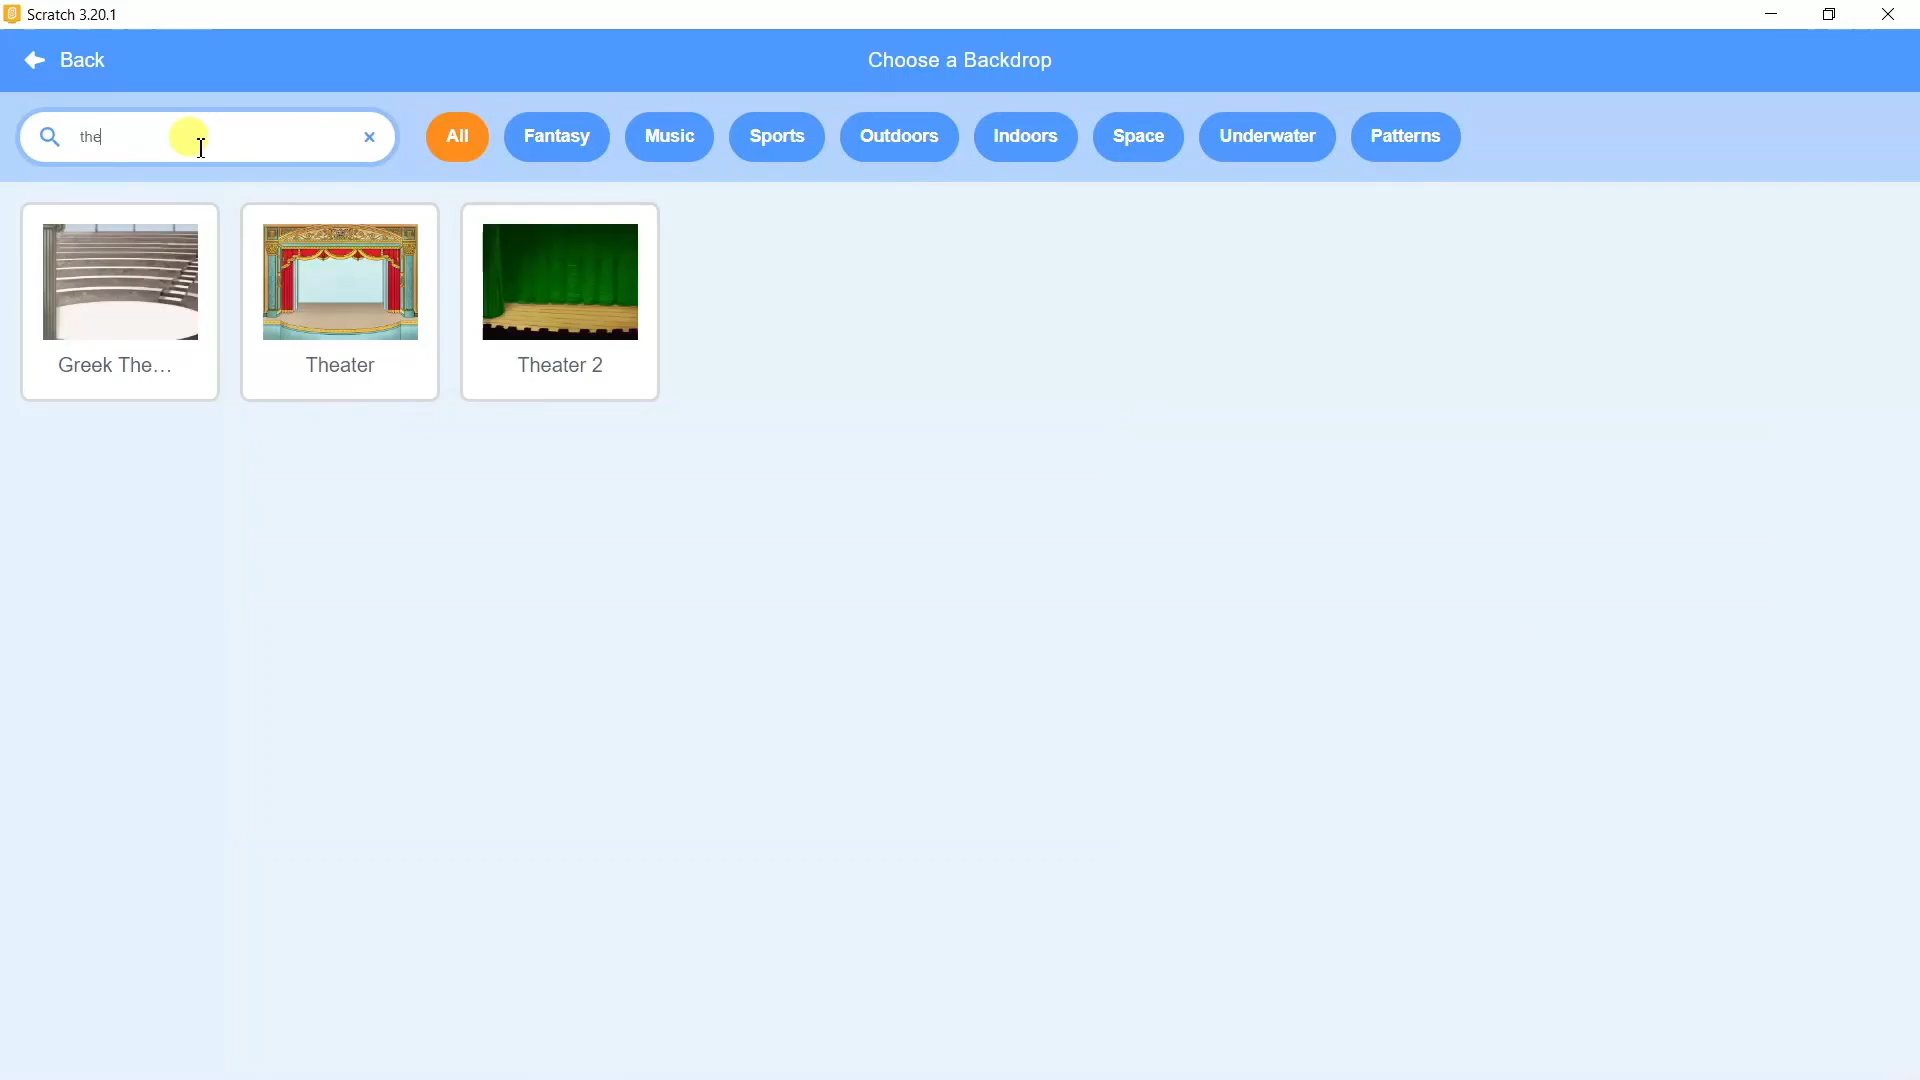 Scratch 3.20.1
Back
Choose a Backdrop
the
All
Fantasy
Music
Sports
Outdoors
Indoors
Space
Underwater
Patterns
Greek The…
Theater
Theater 2